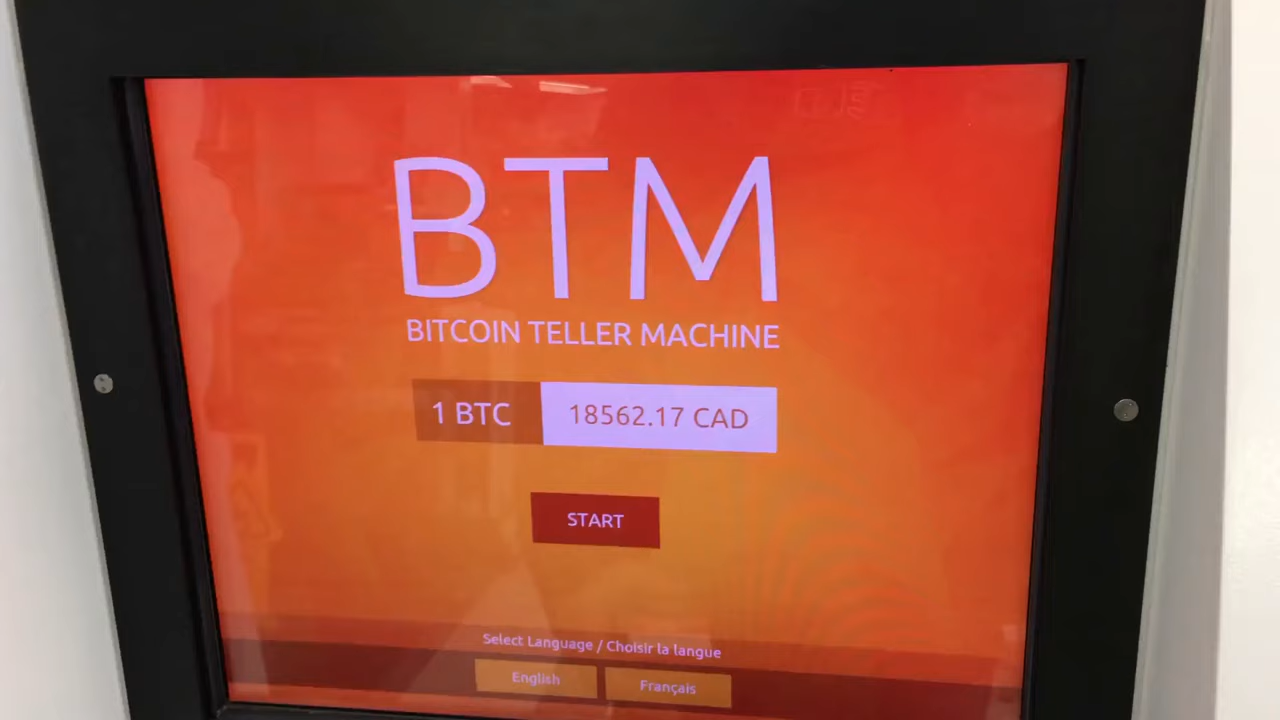 BTM
BITCOIN TELLER MACHINE
1 BTC 18562.17 CAD
START
Select Language / Choisir la langue
English Français